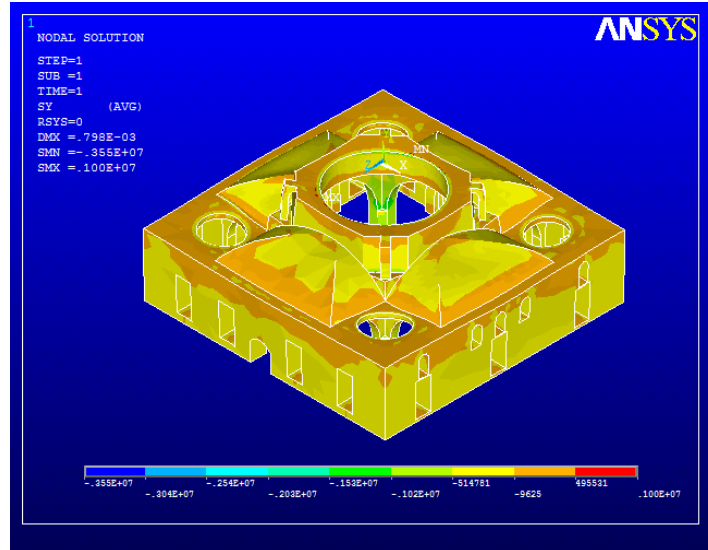 1
ANSYS
NODAL SOLUTION
STEP=1
SUB =1
TIME=1
SY (AVG)
RSYS=0
DMX =.798E-03
SMN =-.355E+07
SMX =.100E+07
MN
Y
Z X
MX
-.355E+07 -.254E+07 -.153E+07 -514781 495531
-.304E+07 -.203E+07 -.102E+07 -9625 .100E+07